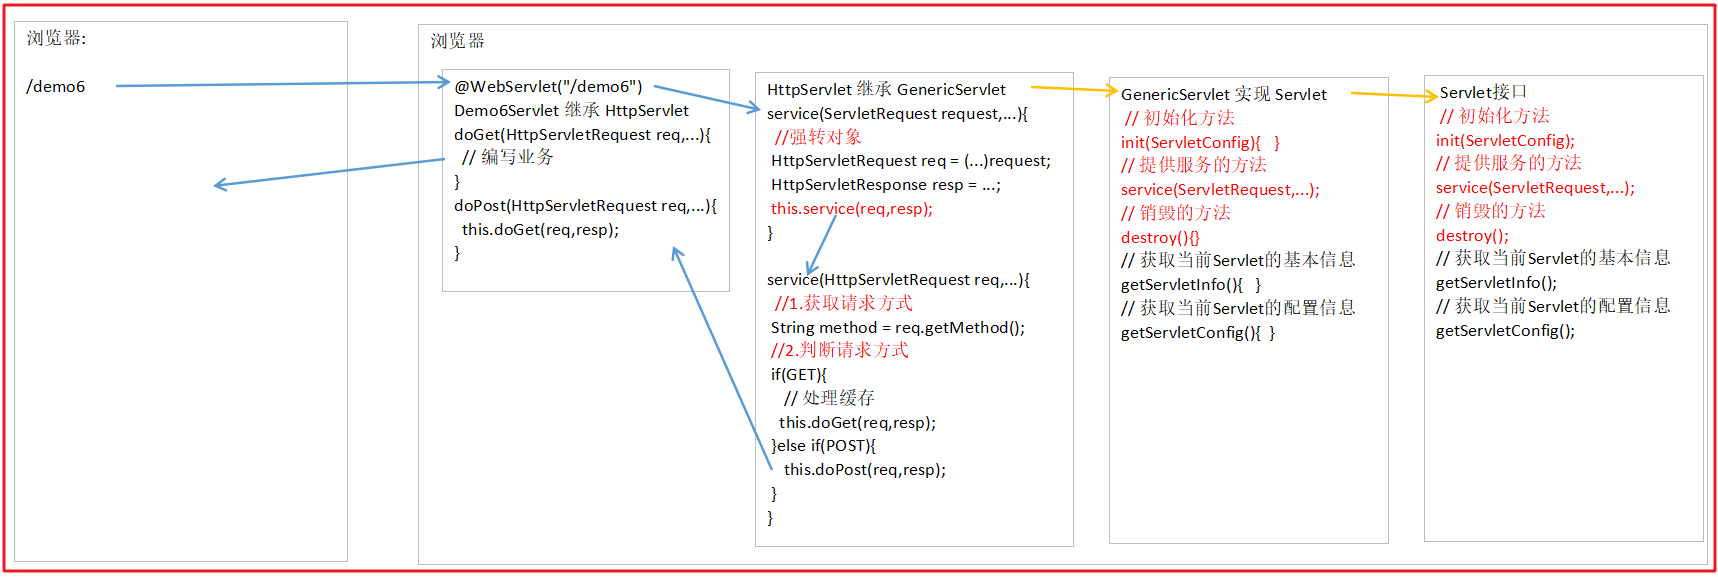 浏览器:
/demo6
浏览器
@WebServlet("/demo6")
Demo6Servlet 继承 HttpServlet
doGet(HttpServletRequest req,...){
// 编写业务
}
doPost(HttpServletRequest req,...){
this.doGet(req,resp);
}
HttpServlet 继承 GenericServlet
service(ServletRequest request,...){
//强转对象
HttpServletRequest req = (...)request;
HttpServletResponse resp = ...;
this.service(req,resp);
}
service(HttpServletRequest req,...){
//1.获取请求方式
String method = req.getMethod();
//2.判断请求方式
if(GET){
// 处理缓存
this.doGet(req,resp);
}else if(POST){
this.doPost(req,resp);
}
}
GenericServlet 实现 Servlet
// 初始化方法
init(ServletConfig){ }
// 提供服务的方法
service(ServletRequest,...);
// 销毁的方法
destroy(){}
// 获取当前Servlet的基本信息
getServletInfo(){ }
// 获取当前Servlet的配置信息
getServletConfig(){ }
Servlet接口
// 初始化方法
init(ServletConfig);
// 提供服务的方法
service(ServletRequest,...);
// 销毁的方法
destroy();
// 获取当前Servlet的基本信息
getServletInfo();
// 获取当前Servlet的配置信息
getServletConfig();